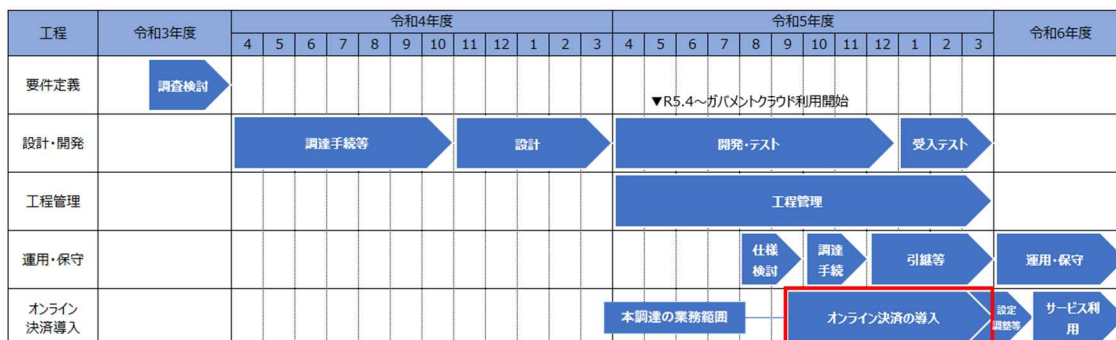 工程 令和3年度 令和4年度 令和5年度 令和6年度
4 5 6 7 8 9 10 11 12 1 2 3 4 5 6 7 8 9 10 11 12 1 2 3
要件定義 調査検討
▼R5.4～ガバメントクラウド利用開始
設計・開発 調達手続等 設計 開発・テスト 受入テスト
工程管理 工程管理
運用・保守 仕様 調達 引継等 運用・保守
検討 手続
オンライン 本調達の業務範囲 オンライン決済の導入 設定 サービス利
決済導入 調整等 用